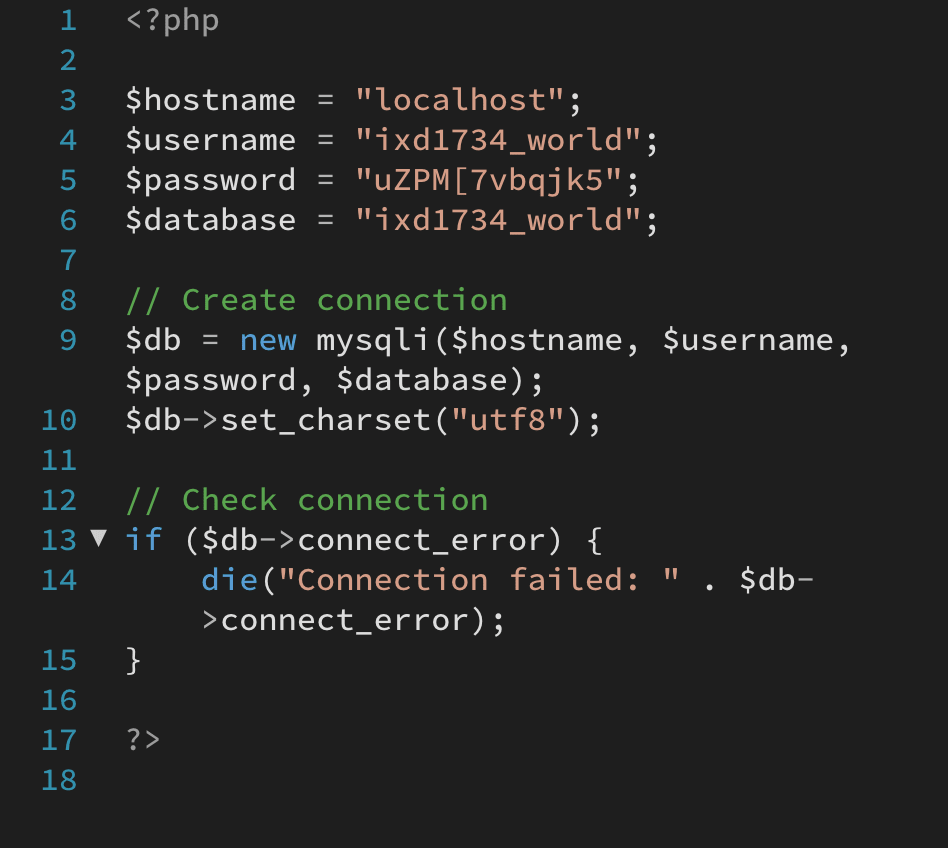 1 <?php
2
3 $hostname = "localhost";
4 $username = "ixd1734_world";
5 $password = "uZPM[7vbqjk5";
6 $database = "ixd1734_world";
7
8 // Create connection
9 $db = new mysqli($hostname, $username,
$password, $database);
10 $db->set_charset("utf8");
11
12 // Check connection
13 ▼ if ($db->connect_error) {
14 die("Connection failed: " . $db-
>connect_error);
15 }
16
17 ?>
18